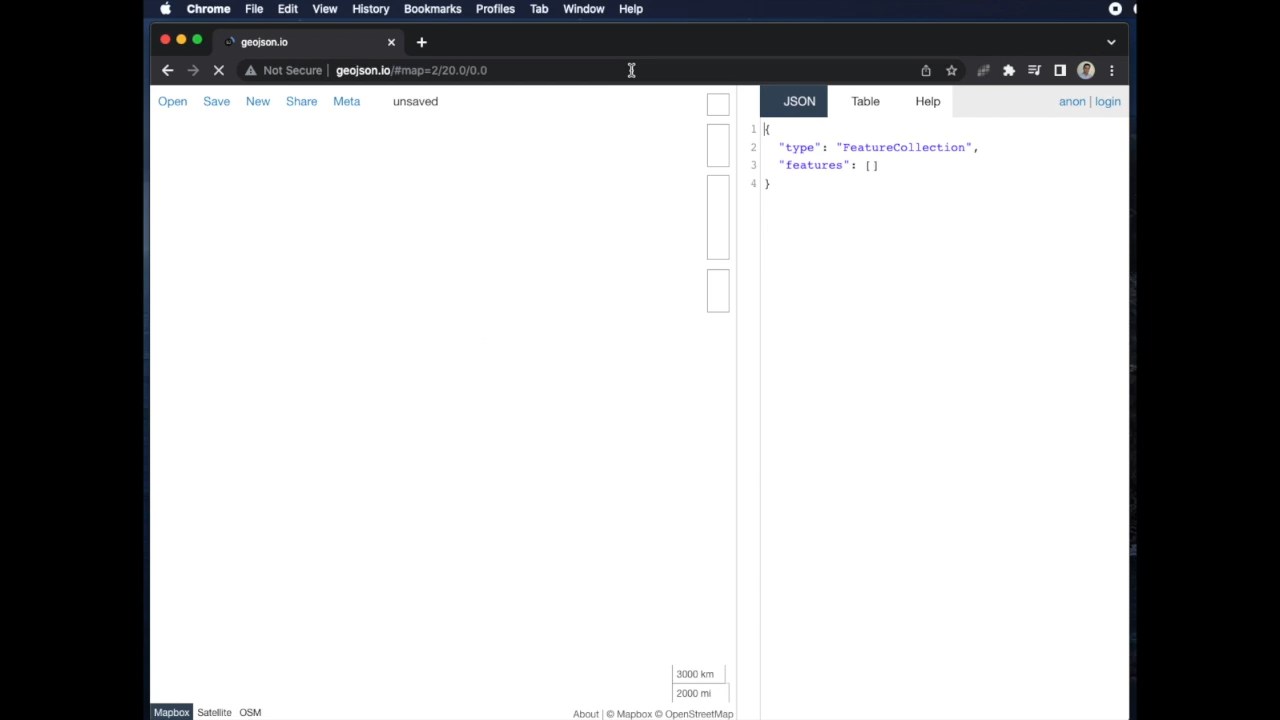 Chrome File Edit View History Bookmarks Profiles Tab Window Help
geojson.io
Not Secure | geojson.io/#map=2/20.0/0.0
Open Save New Share Meta unsaved
JSON Table Help anon | login
1 {
2 "type": "FeatureCollection",
3 "features": []
4 }
3000 km
2000 mi
Mapbox Satellite OSM
About | © Mapbox © OpenStreetMap